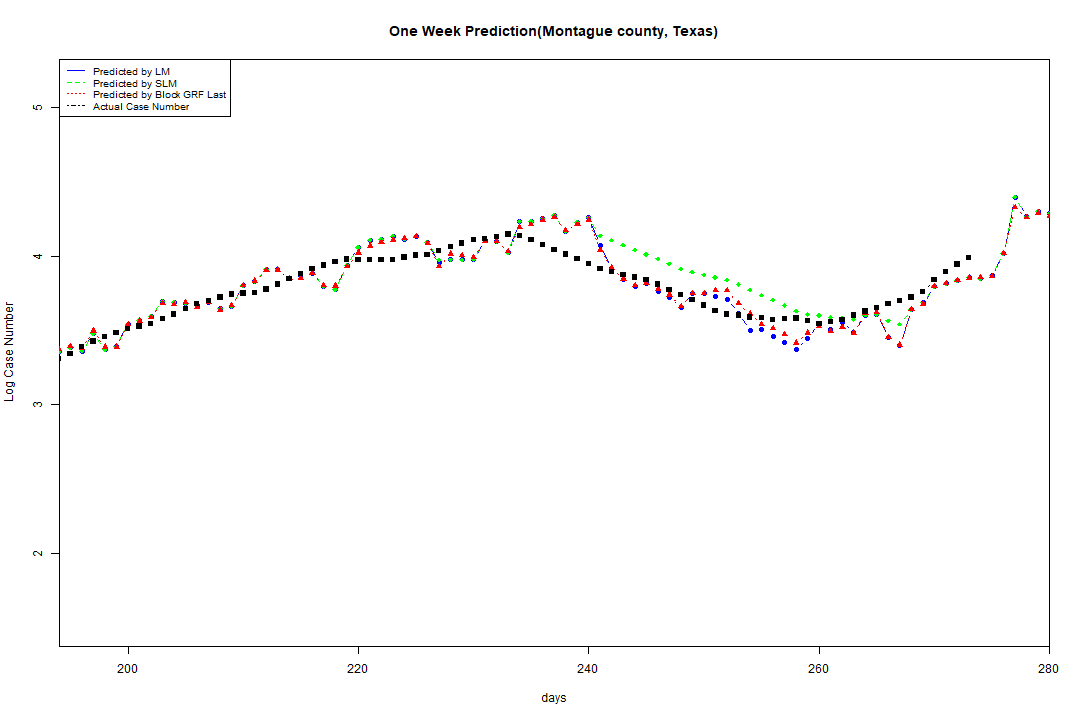 One Week Prediction(Montague county, Texas)
Predicted by LM
Predicted by SLM
Predicted by Block GRF Last
Actual Case Number
5
4
3
2
Log Case Number
200 220 240 260 280
days